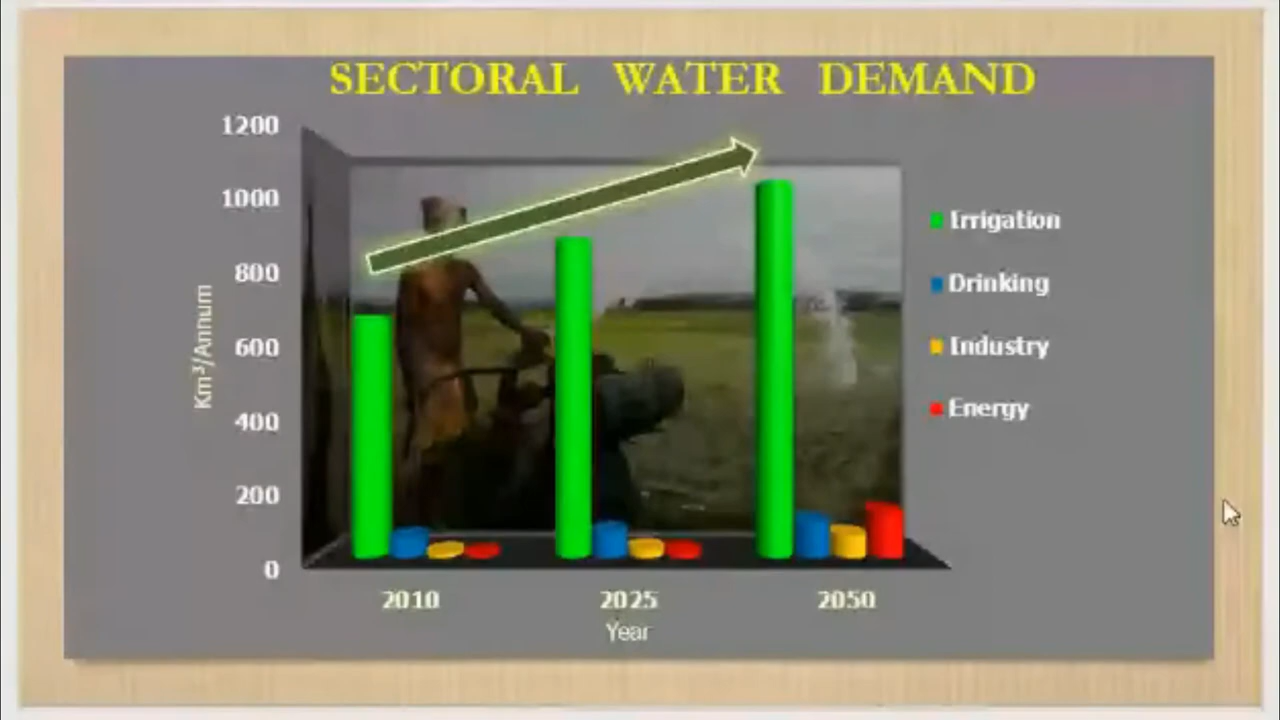 SECTORAL WATER DEMAND
1200
1000
800
600
400
200
0
Km³/Annum
2010
2025
2050
Year
Irrigation
Drinking
Industry
Energy